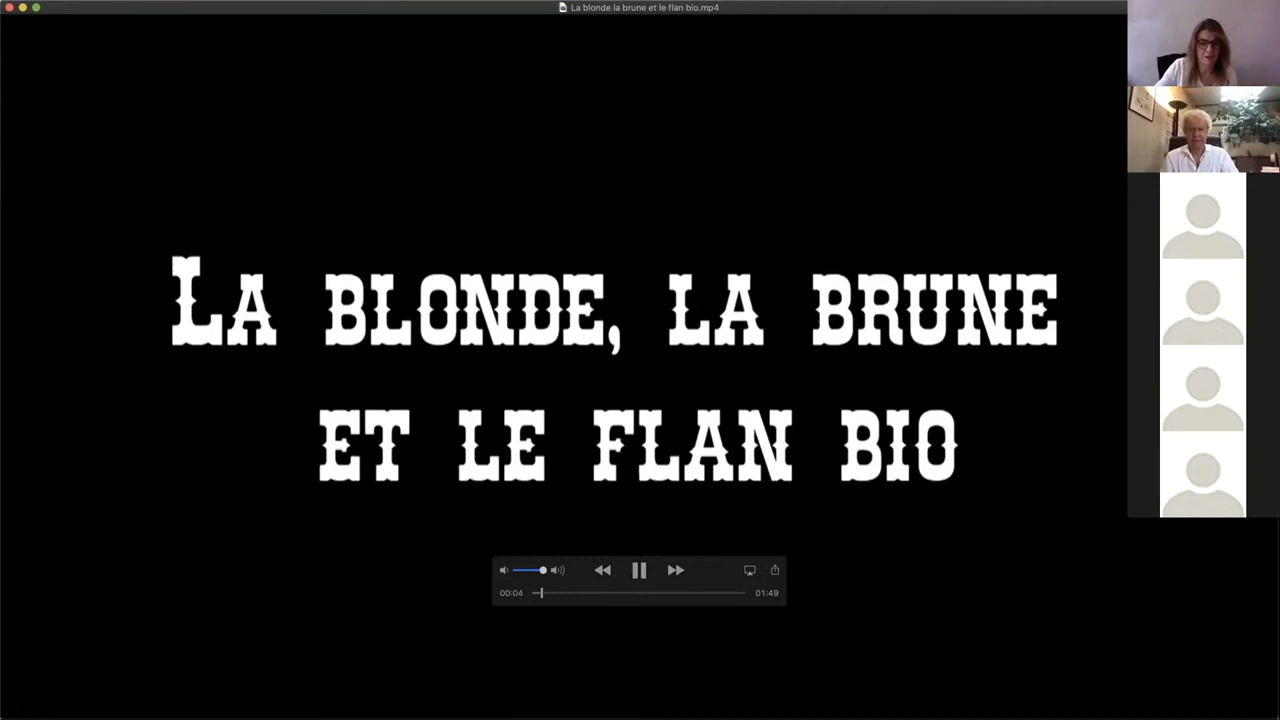 La blonde la brune et le flan bio.mp4
La blonde, la brune
et le flan bio
00:04
01:49